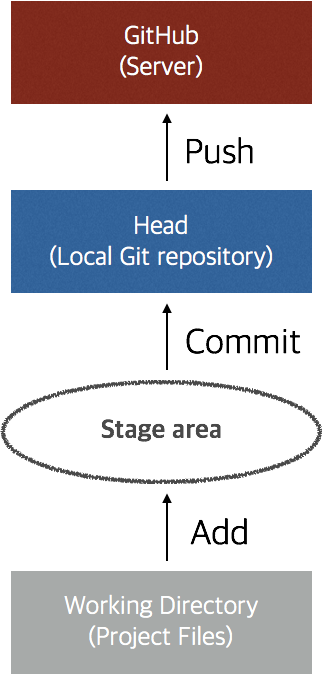 GitHub
(Server)
Push
Head
(Local Git repository)
Commit
Stage area
Add
Working Directory
(Project Files)